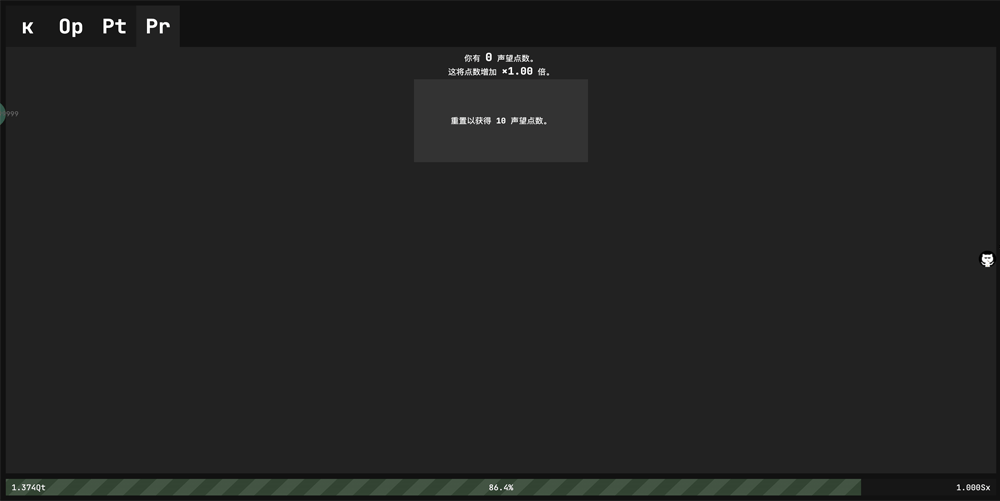 κ Op Pt Pr
你有 0 声望点数。
这将点数增加 ×1.00 倍。
重置以获得 10 声望点数。
999
1.374Qt 86.4% 1.000Sx